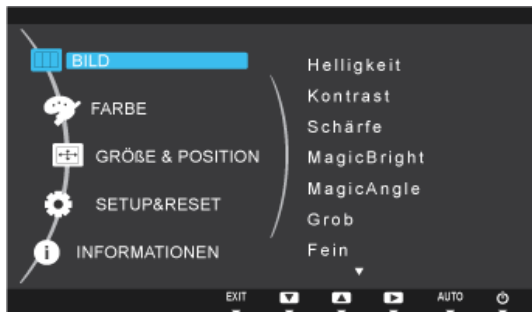 BILD
FARBE
GRÖßE & POSITION
SETUP&RESET
INFORMATIONEN
Helligkeit
Kontrast
Schärfe
MagicBright
MagicAngle
Grob
Fein
EXIT
AUTO